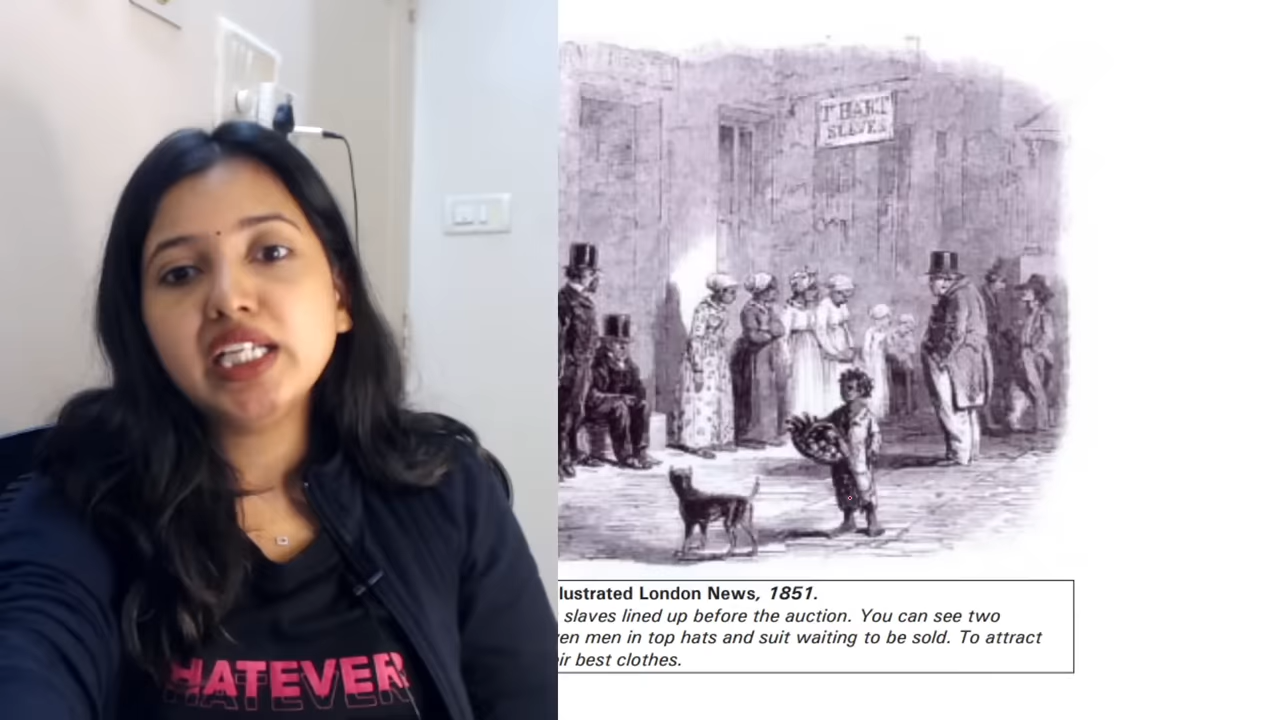 HATEVER
T HART
SLAVES
lustrated London News, 1851.
slaves lined up before the auction. You can see two
en men in top hats and suit waiting to be sold. To attract
ir best clothes.